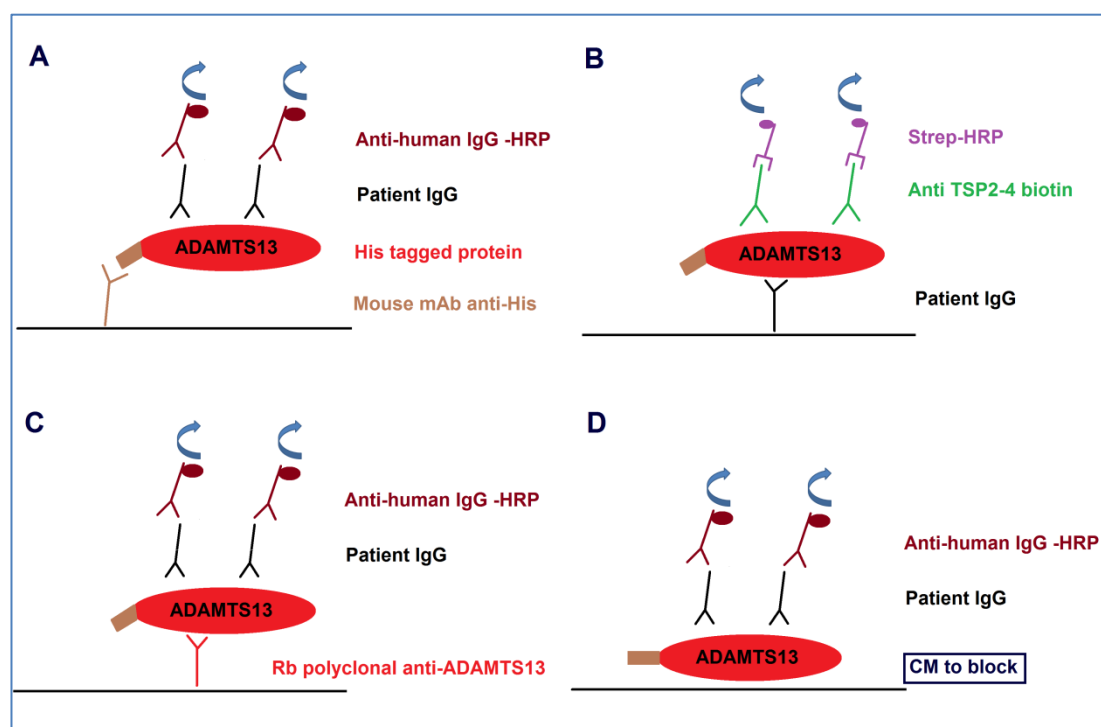 A
Anti-human IgG -HRP
Patient IgG
ADAMTS13
His tagged protein
Mouse mAb anti-His
B
Strep-HRP
Anti TSP2-4 biotin
ADAMTS13
Patient IgG
C
Anti-human IgG -HRP
Patient IgG
ADAMTS13
Rb polyclonal anti-ADAMTS13
D
Anti-human IgG -HRP
Patient IgG
ADAMTS13
CM to block